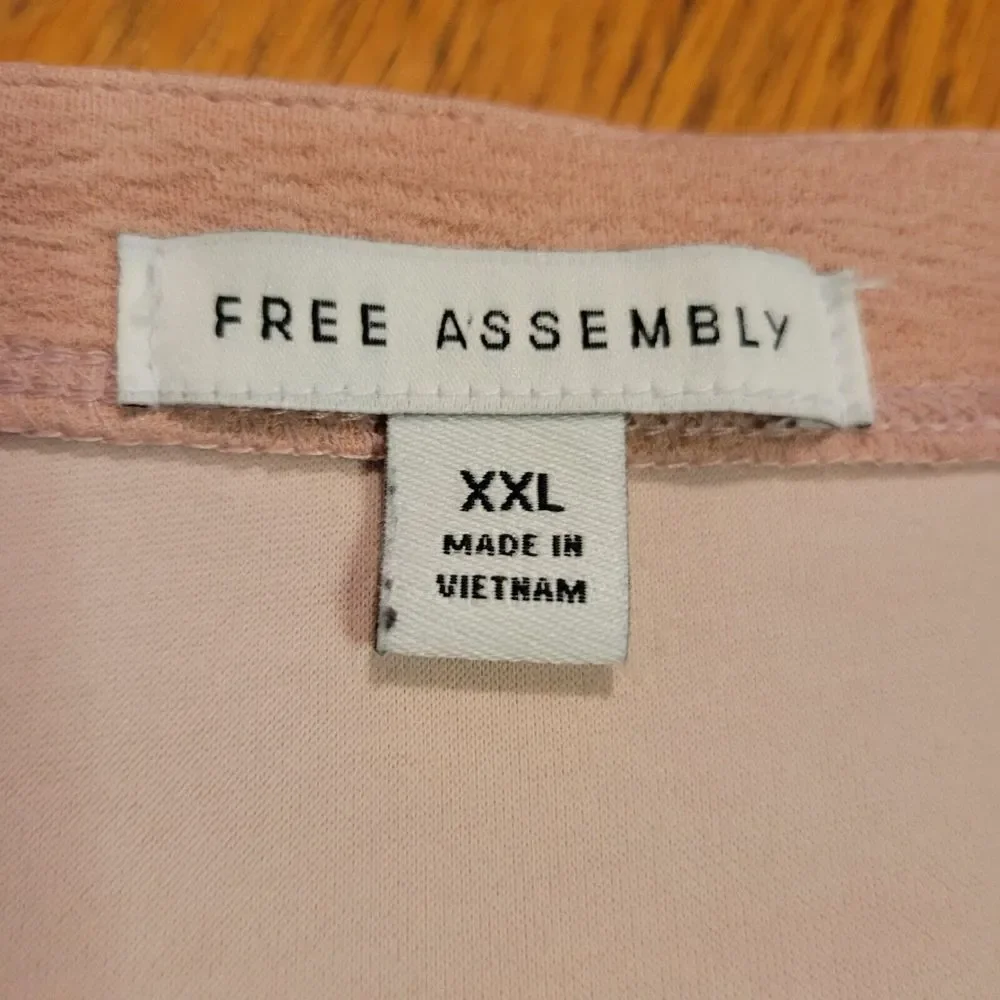 FREE ASSEMBLY
XXL
MADE IN
VIETNAM